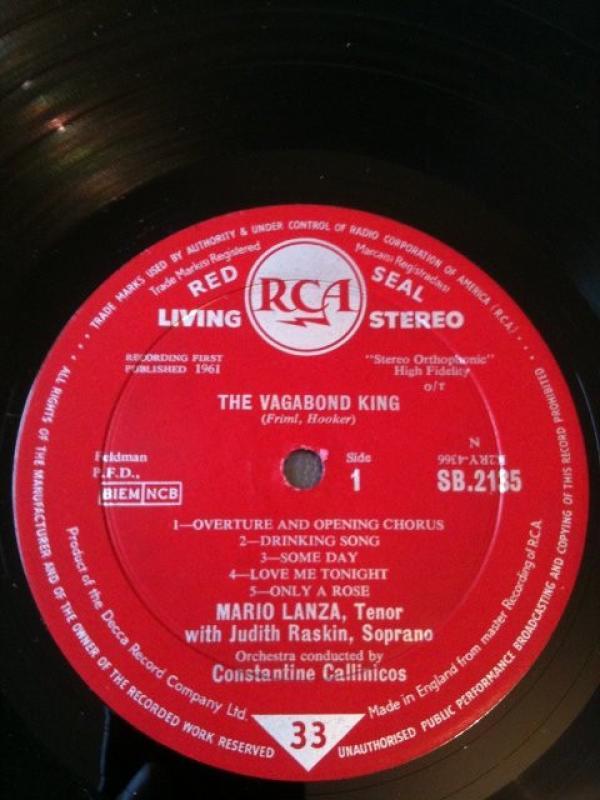 TRADE MARKS USED BY AUTHORITY & UNDER CONTROL OF RADIO CORPORATION OF AMERICA (R.C.A.)
Trade Mark(s) Registered
Marca(s) Registrada(s)
RED SEAL
RCA
LIVING STEREO
RECORDING FIRST
PUBLISHED 1961
"Stereo Orthophonic"
High Fidelity
o/T
THE VAGABOND KING
(Friml, Hooker)
Feldman
P.F.D.,
BIEM NCB
Side
1
N
K2RY-4366
SB.2135
1—OVERTURE AND OPENING CHORUS
2—DRINKING SONG
3—SOME DAY
4—LOVE ME TONIGHT
5—ONLY A ROSE
MARIO LANZA, Tenor
with Judith Raskin, Soprano
Orchestra conducted by
Constantine Callinicos
Product of the Decca Record Company Ltd.
Made in England from master Recording of R.C.A.
33
ALL RIGHTS OF THE MANUFACTURER AND OF THE OWNER OF THE RECORDED WORK RESERVED
UNAUTHORISED PUBLIC PERFORMANCE BROADCASTING AND COPYING OF THIS RECORD PROHIBITED